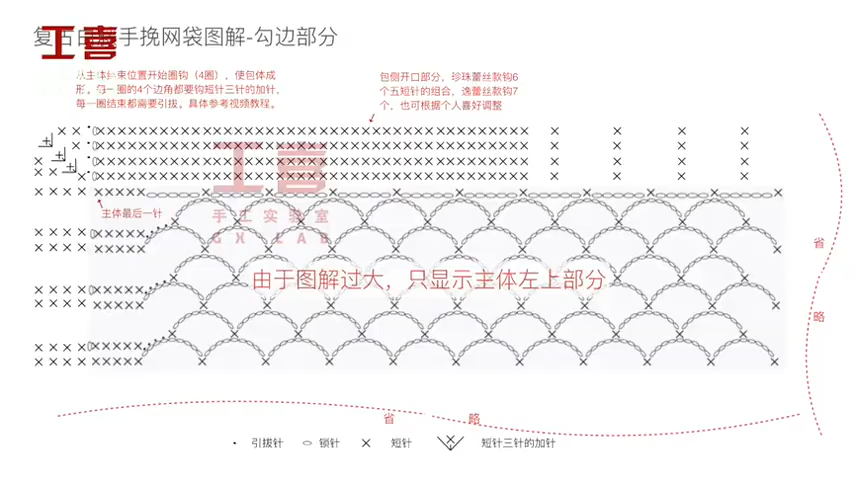 复古
工喜
手挽网袋图解-勾边部分
从主体结束位置开始圈钩（4圈），使包体成
形。每一圈的4个边角都要钩短针三针的加针，
每一圈结束都需要引拔。具体参考视频教程。
包侧开口部分，珍珠蕾丝款钩6
个五短针的组合，逸蕾丝款钩7
个，也可根据个人喜好调整
工喜
手工实验室
GX LAB
主体最后一针
由于图解过大，只显示主体左上部分
省
略
省 略
引拔针 锁针 短针 短针三针的加针